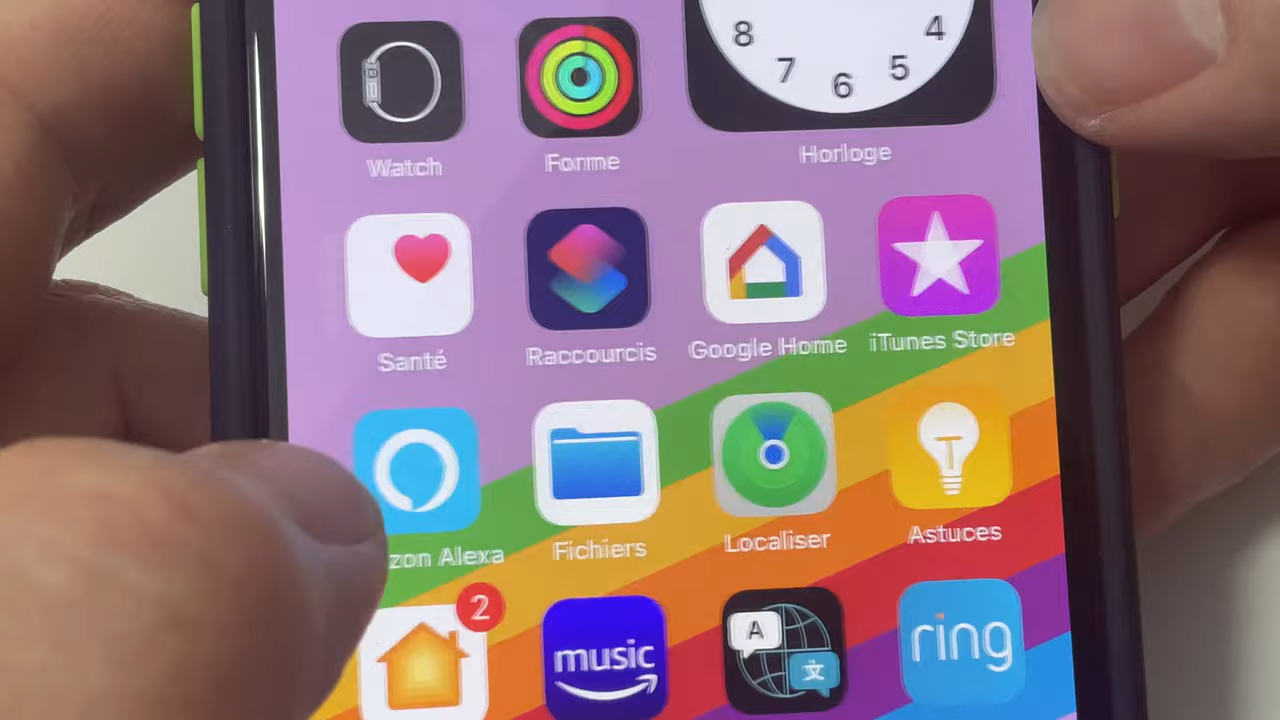 8 7 6 5 4
Watch Forme Horloge
Santé Raccourcis Google Home iTunes Store
zon Alexa Fichiers Localiser Astuces
2
music A 文 ring